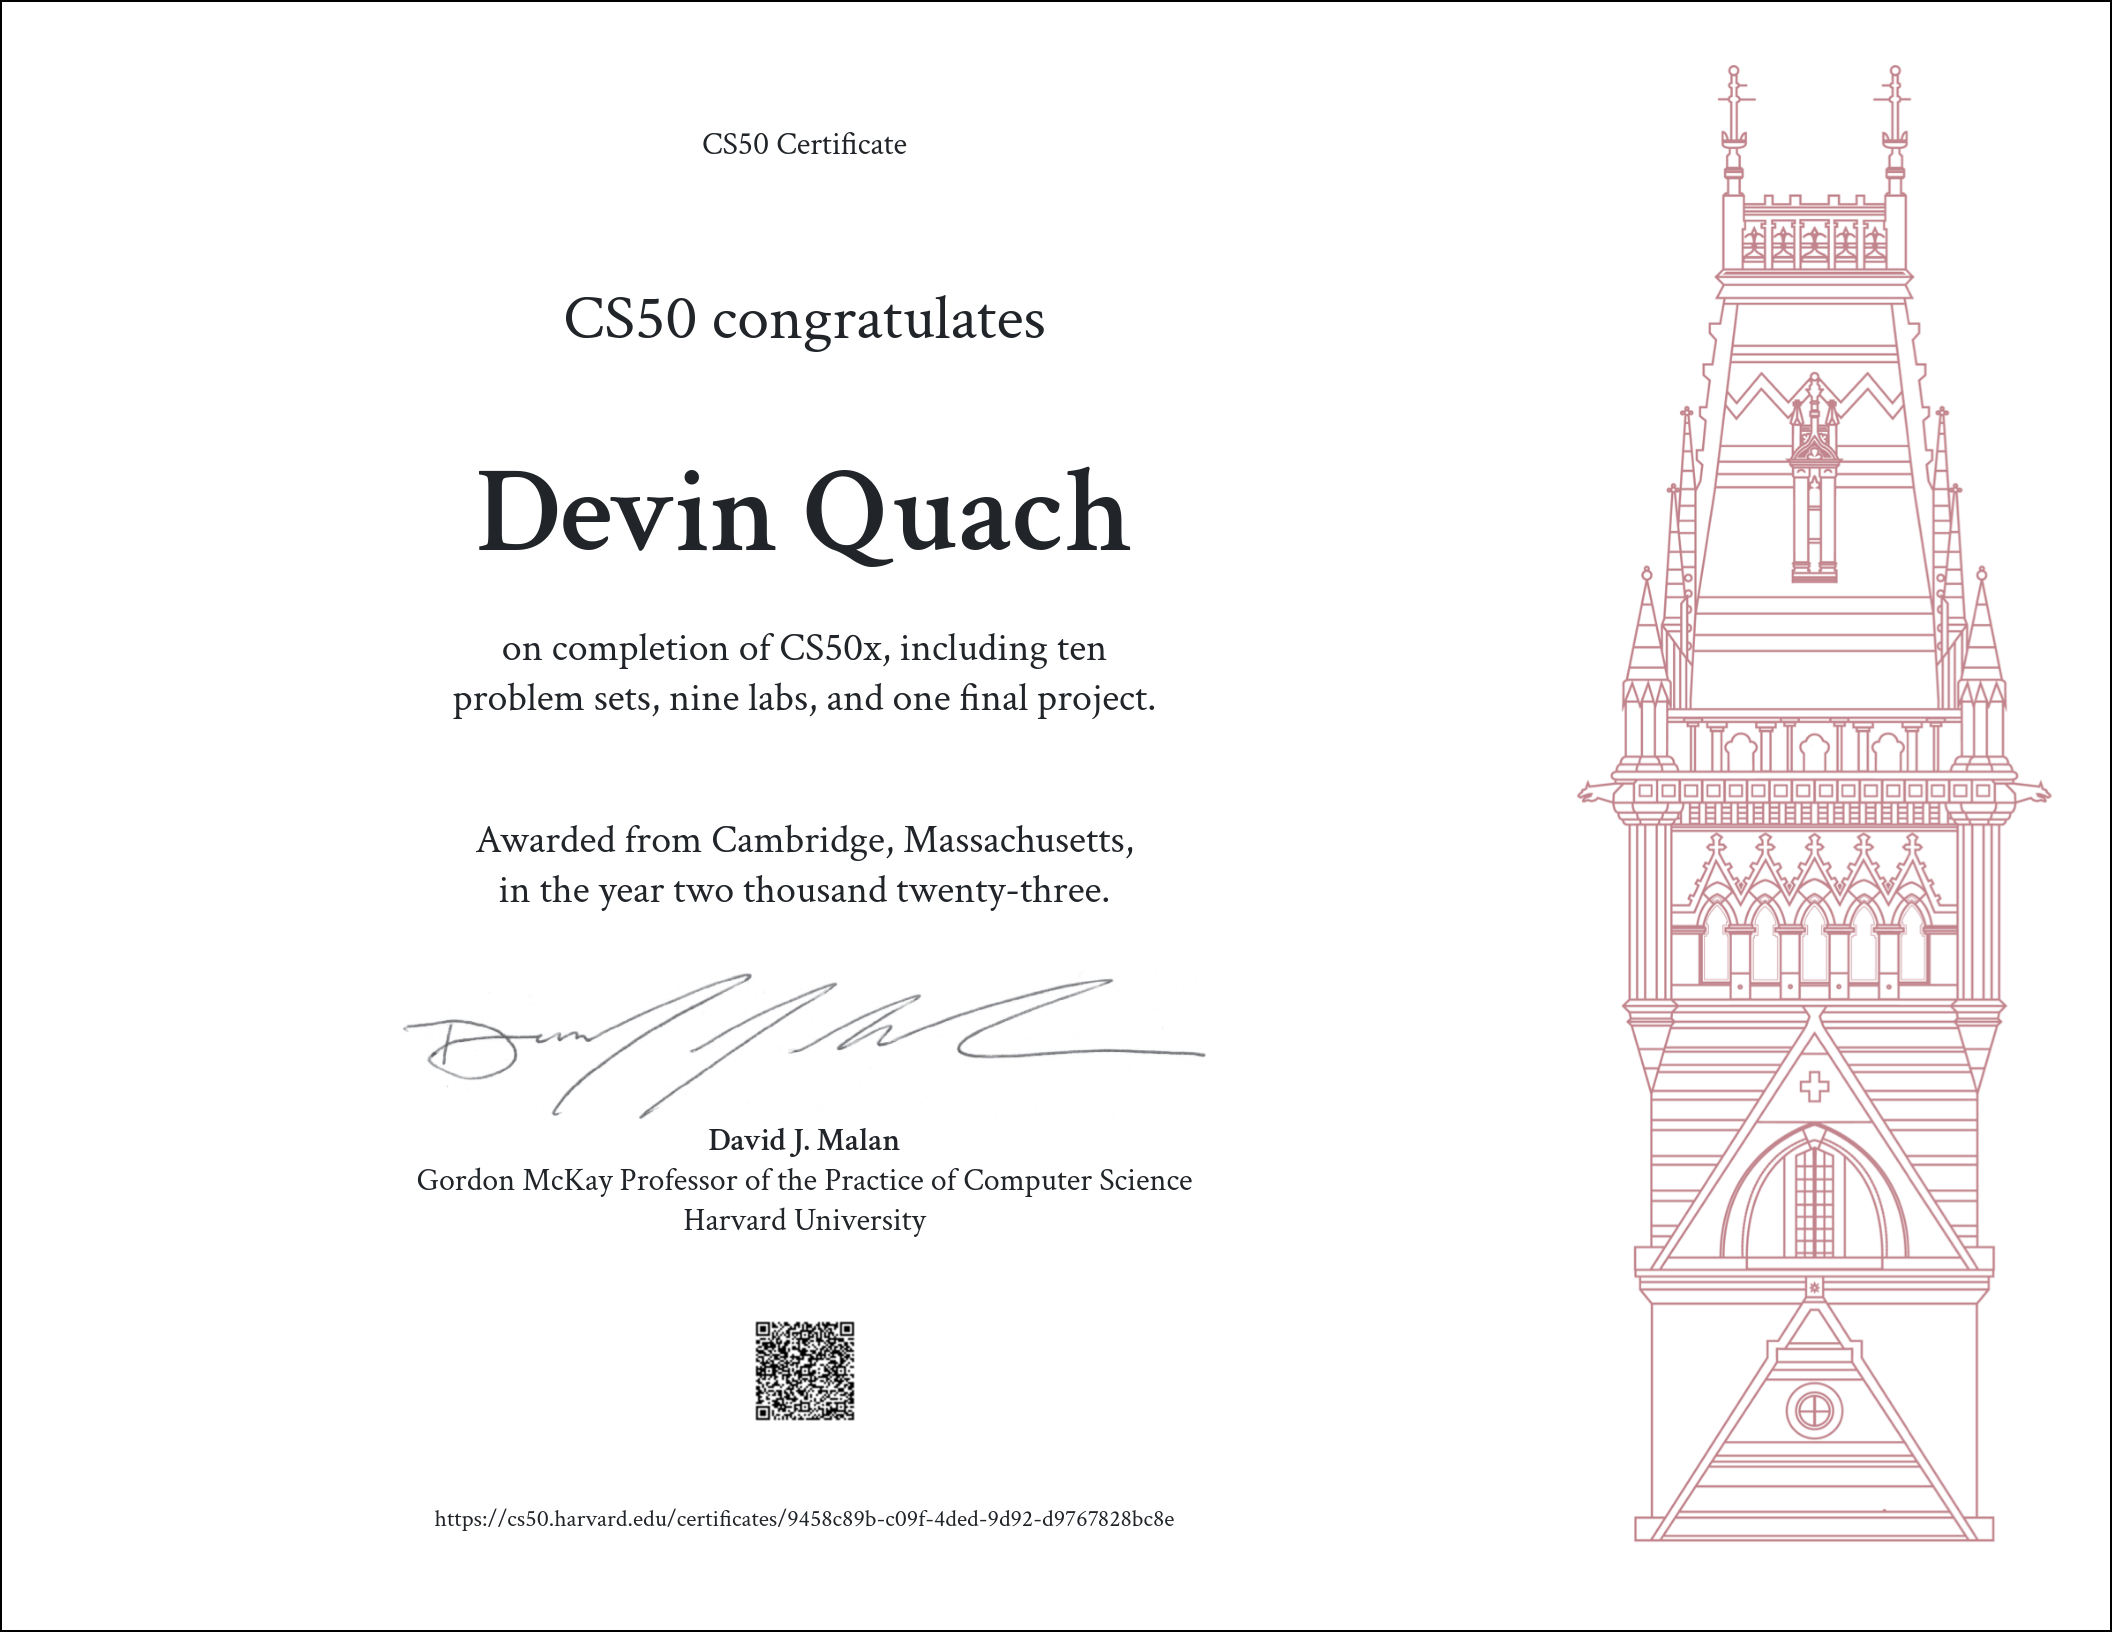 CS50 Certificate
CS50 congratulates
Devin Quach
on completion of CS50x, including ten
problem sets, nine labs, and one final project.
Awarded from Cambridge, Massachusetts,
in the year two thousand twenty-three.
David J. Malan
Gordon McKay Professor of the Practice of Computer Science
Harvard University
https://cs50.harvard.edu/certificates/9458c89b-c09f-4ded-9d92-d9767828bc8e